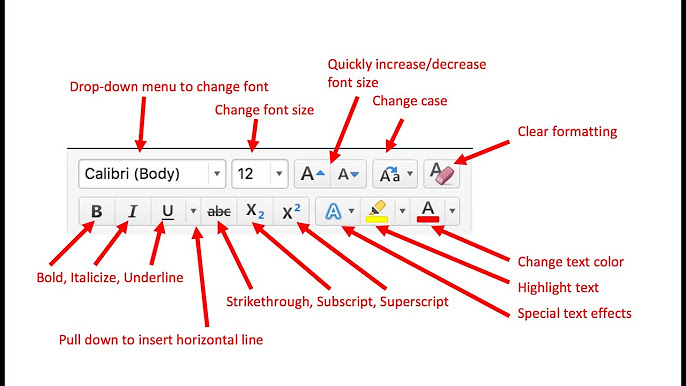 Quickly increase/decrease
font size
Drop-down menu to change font
Change font size
Change case
Clear formatting
Calibri (Body)
12
A
A
Aa
A
B
I
U
abc
X2
X2
A
A
Bold, Italicize, Underline
Change text color
Highlight text
Strikethrough, Subscript, Superscript
Special text effects
Pull down to insert horizontal line